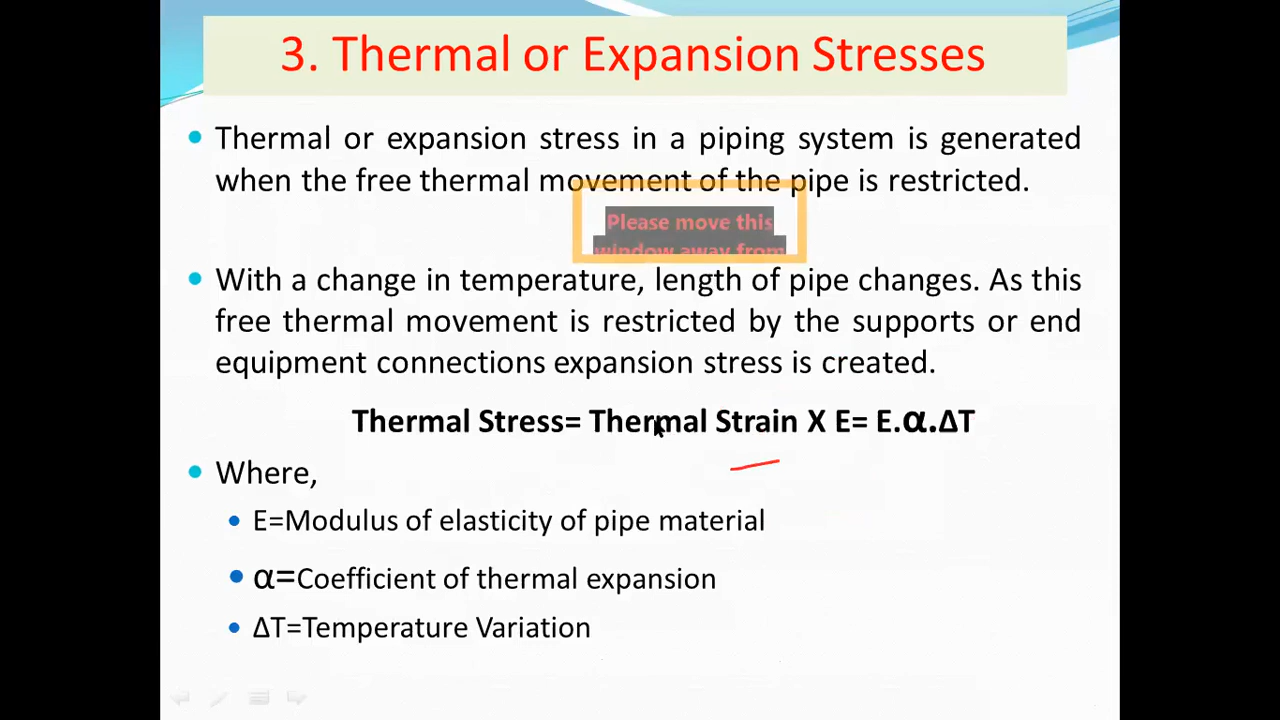 3. Thermal or Expansion Stresses
Thermal or expansion stress in a piping system is generated
when the free thermal movement of the pipe is restricted.
Please move this
window away from
With a change in temperature, length of pipe changes. As this
free thermal movement is restricted by the supports or end
equipment connections expansion stress is created.
Thermal Stress= Thermal Strain X E= E.α.ΔT
Where,
E=Modulus of elasticity of pipe material
α=Coefficient of thermal expansion
ΔT=Temperature Variation